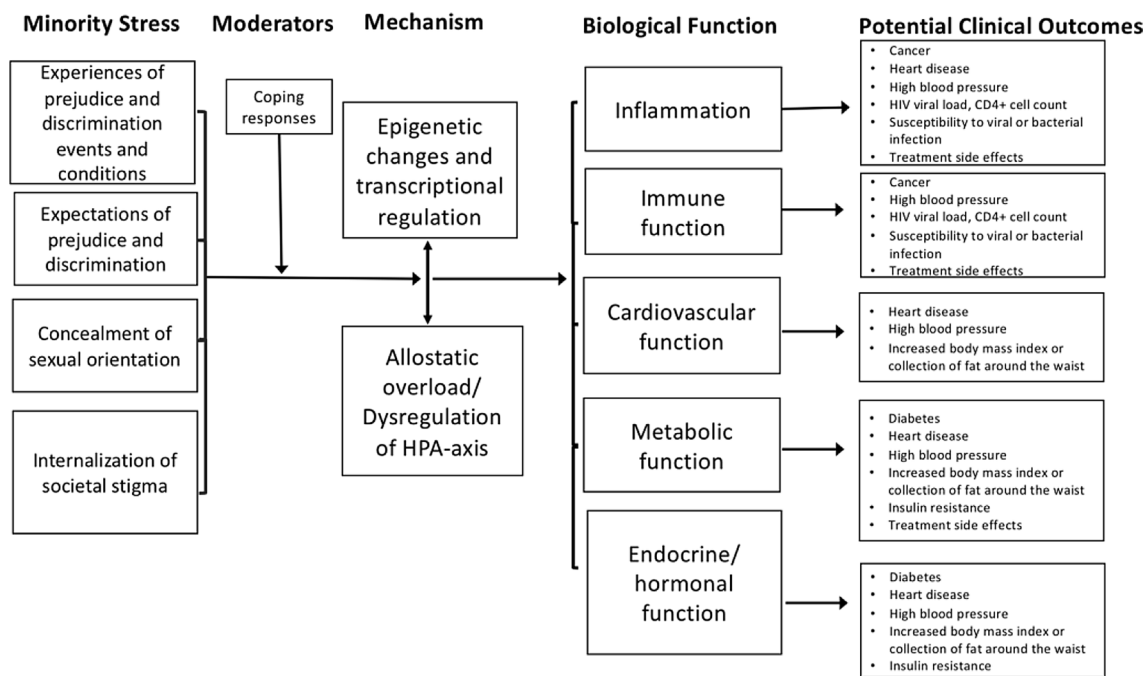 Minority Stress
Moderators
Mechanism
Biological Function
Potential Clinical Outcomes
Experiences of
prejudice and
discrimination
events and
conditions
Expectations of
prejudice and
discrimination
Concealment of
sexual orientation
Internalization of
societal stigma
Coping
responses
Epigenetic
changes and
transcriptional
regulation
Allostatic
overload/
Dysregulation
of HPA-axis
Inflammation
Immune
function
Cardiovascular
function
Metabolic
function
Endocrine/
hormonal
function
• Cancer
• Heart disease
• High blood pressure
• HIV viral load, CD4+ cell count
• Susceptibility to viral or bacterial
infection
• Treatment side effects
• Cancer
• High blood pressure
• HIV viral load, CD4+ cell count
• Susceptibility to viral or bacterial
infection
• Treatment side effects
• Heart disease
• High blood pressure
• Increased body mass index or
collection of fat around the waist
• Diabetes
• Heart disease
• High blood pressure
• Increased body mass index or
collection of fat around the waist
• Insulin resistance
• Treatment side effects
• Diabetes
• Heart disease
• High blood pressure
• Increased body mass index or
collection of fat around the waist
• Insulin resistance